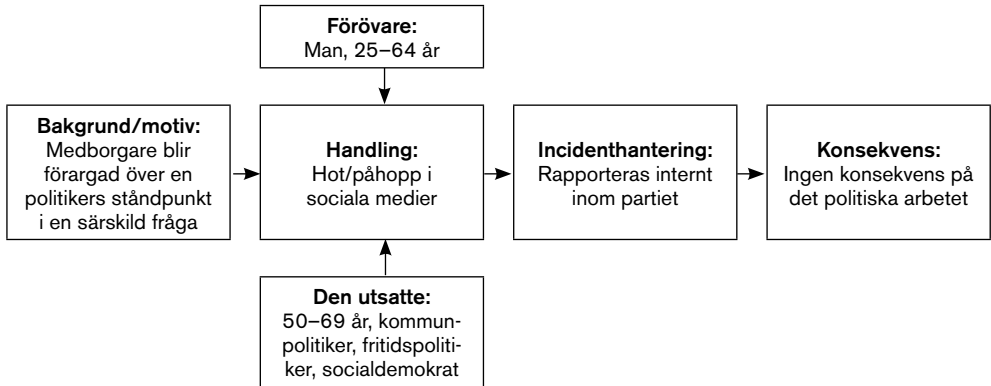 Förövare:
Man, 25–64 år
Bakgrund/motiv:
Medborgare blir
förargad över en
politikers ståndpunkt
i en särskild fråga
Handling:
Hot/påhopp i
sociala medier
Incidenthantering:
Rapporteras internt
inom partiet
Konsekvens:
Ingen konsekvens på
det politiska arbetet
Den utsatte:
50–69 år, kommun-
politiker, fritidspoliti-
ker, socialdemokrat